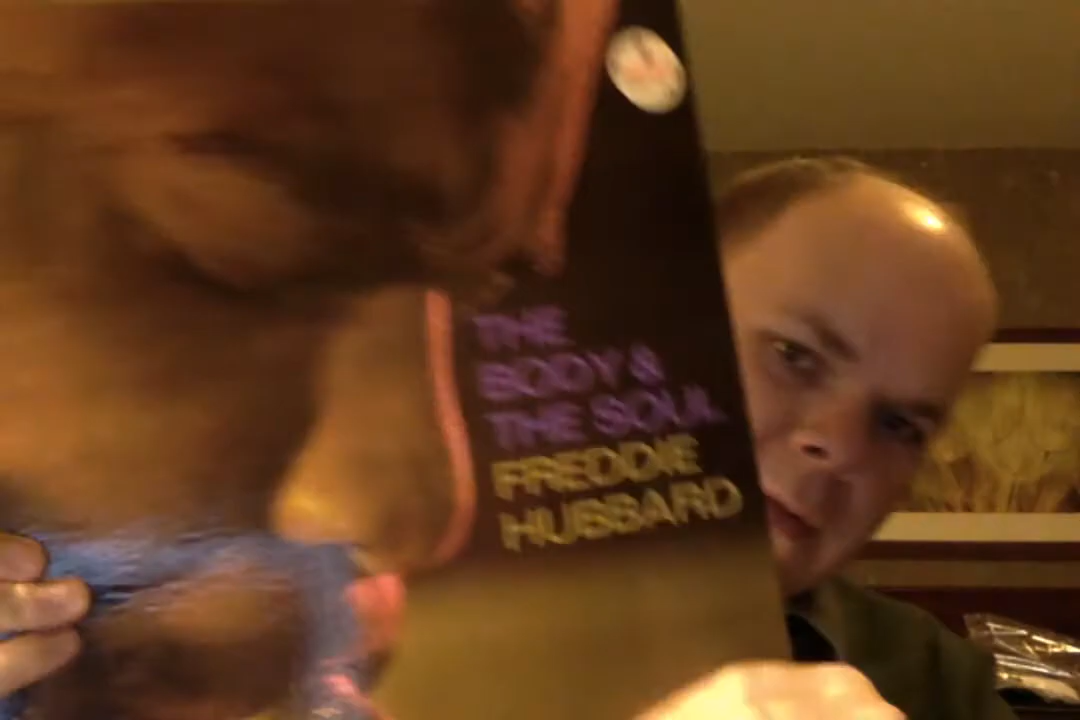 THE
BODY &
THE SOUL
FREDDIE
HUBBARD